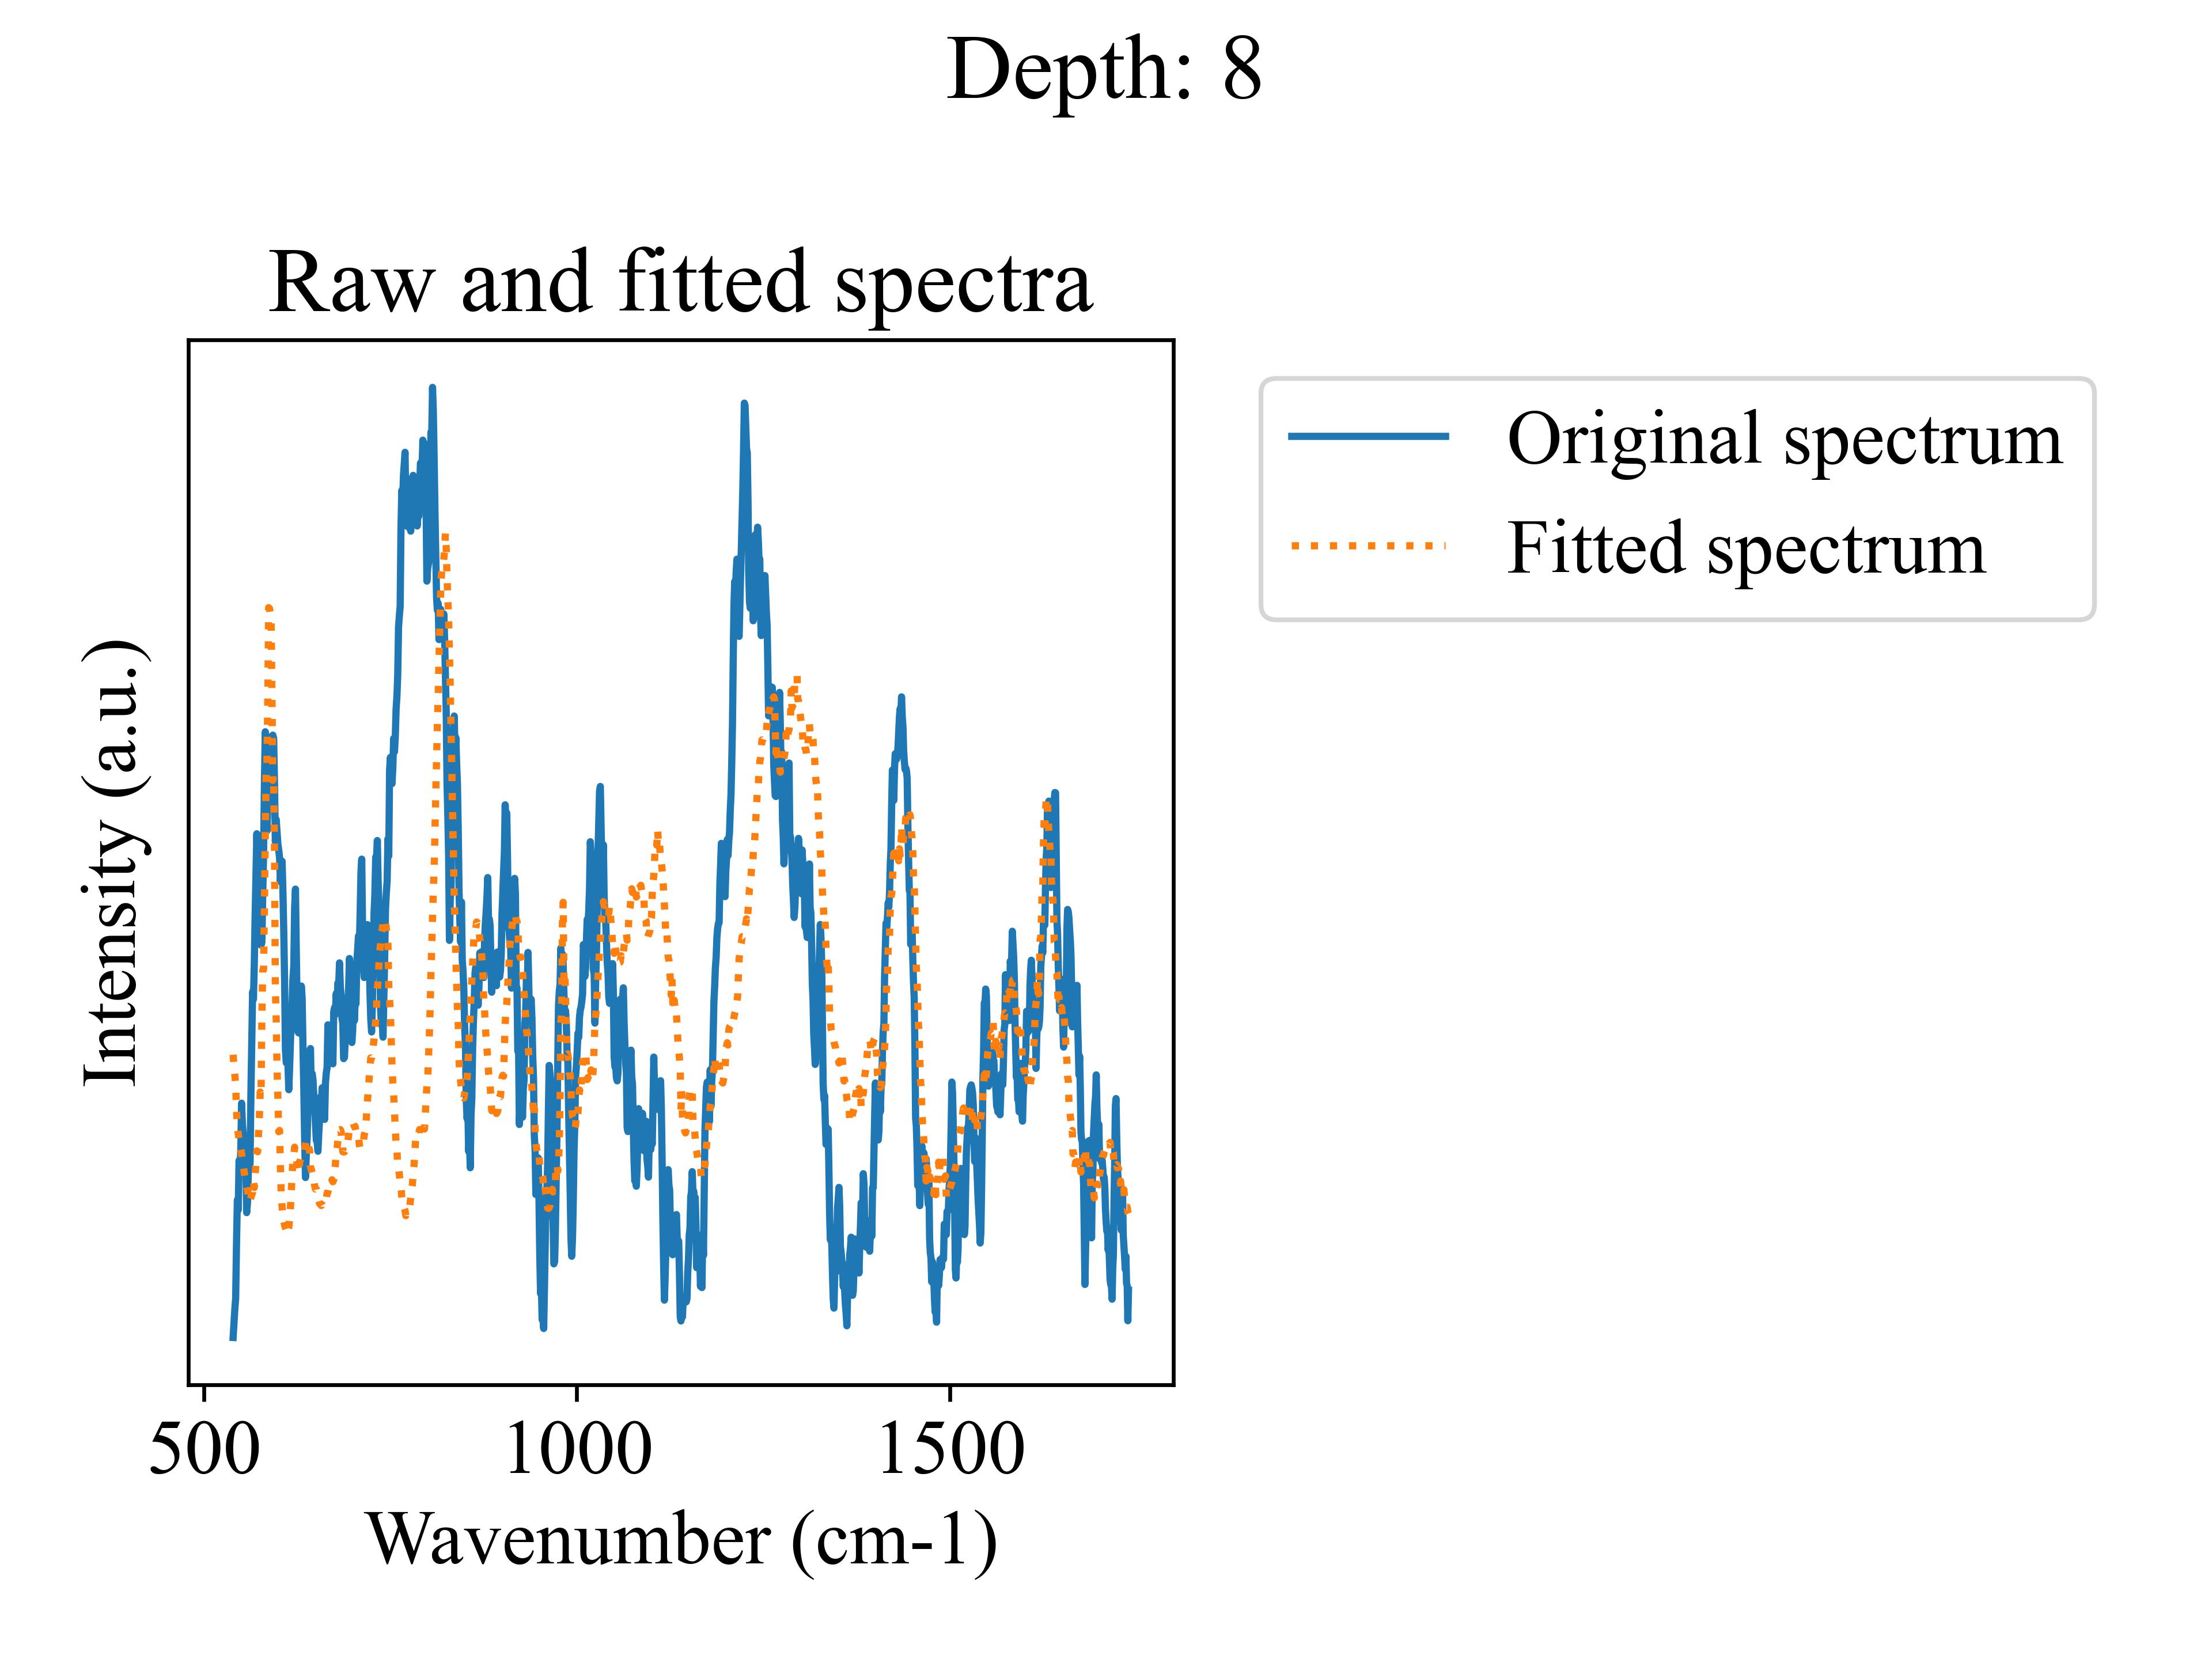 Depth: 8
Raw and fitted spectra
Original spectrum
Fitted spectrum
Intensity (a.u.)
500 1000 1500
Wavenumber (cm-1)